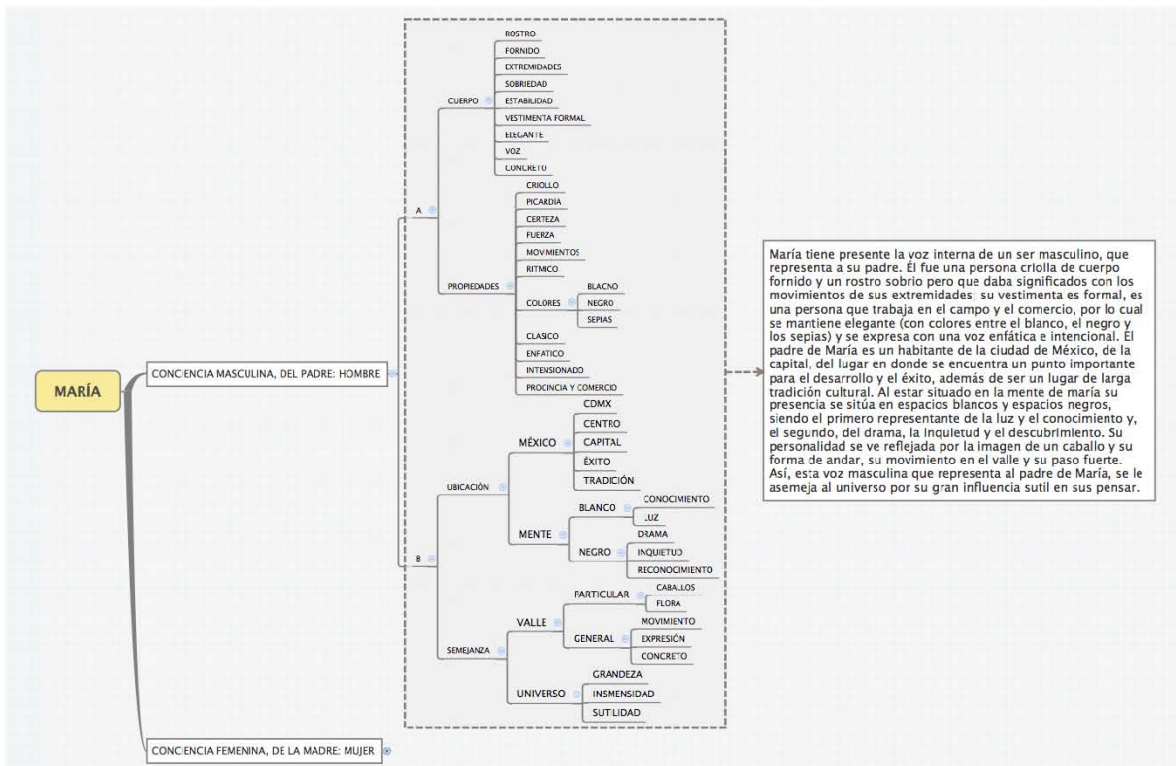 MARÍA
CONCIENCIA MASCULINA, DEL PADRE: HOMBRE
A
CUERPO
ROSTRO
FORNIDO
EXTREMIDADES
SOBRIEDAD
ESTABILIDAD
VESTIMENTA FORMAL
ELEGANTE
VOZ
CONCRETO
PROPIEDADES
CRIOLLO
PICARDÍA
CERTEZA
FUERZA
MOVIMIENTOS
RITMICO
COLORES
BLACNO
NEGRO
SEPIAS
CLASICO
ENFATICO
INTENSIONADO
PROCINCIA Y COMERCIO
B
UBICACIÓN
MÉXICO
CDMX
CENTRO
CAPITAL
ÉXITO
TRADICIÓN
MENTE
BLANCO
CONOCIMIENTO
LUZ
NEGRO
DRAMA
INQUIETUD
RECONOCIMIENTO
SEMEJANZA
VALLE
PARTICULAR
CABALLOS
FLORA
GENERAL
MOVIMIENTO
EXPRESIÓN
CONCRETO
UNIVERSO
GRANDEZA
INSMENSIDAD
SUTILIDAD
CONCIENCIA FEMENINA, DE LA MADRE: MUJER
María tiene presente la voz interna de un ser masculino, que
representa a su padre. Él fue una persona criolla de cuerpo
fornido y un rostro sobrio pero que daba significados con los
movimientos de sus extremidades; su vestimenta es formal, es
una persona que trabaja en el campo y el comercio, por lo cual
se mantiene elegante (con colores entre el blanco, el negro y
los sepias) y se expresa con una voz enfática e intencional. El
padre de María es un habitante de la ciudad de México, de la
capital, del lugar en donde se encuentra un punto importante
para el desarrollo y el éxito, además de ser un lugar de larga
tradición cultural. Al estar situado en la mente de maría su
presencia se sitúa en espacios blancos y espacios negros,
siendo el primero representante de la luz y el conocimiento y,
el segundo, del drama, la inquietud y el descubrimiento. Su
personalidad se ve reflejada por la imagen de un caballo y su
forma de andar, su movimiento en el valle y su paso fuerte.
Así, esta voz masculina que representa al padre de María, se le
asemeja al universo por su gran influencia sutil en sus pensar.